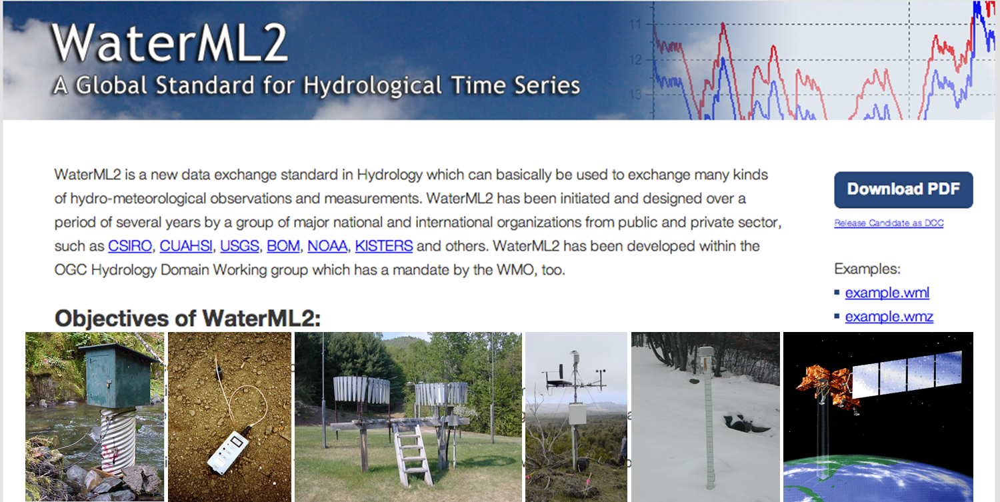 WaterML2
A Global Standard for Hydrological Time Series
11
12
13
WaterML2 is a new data exchange standard in Hydrology which can basically be used to exchange many kinds
of hydro-meteorological observations and measurements. WaterML2 has been initiated and designed over a
period of several years by a group of major national and international organizations from public and private sector,
such as CSIRO, CUAHSI, USGS, BOM, NOAA, KISTERS and others. WaterML2 has been developed within the
OGC Hydrology Domain Working group which has a mandate by the WMO, too.
Download PDF
Release Candidate as DOC
Examples:
example.wml
example.wmz
Objectives of WaterML2: